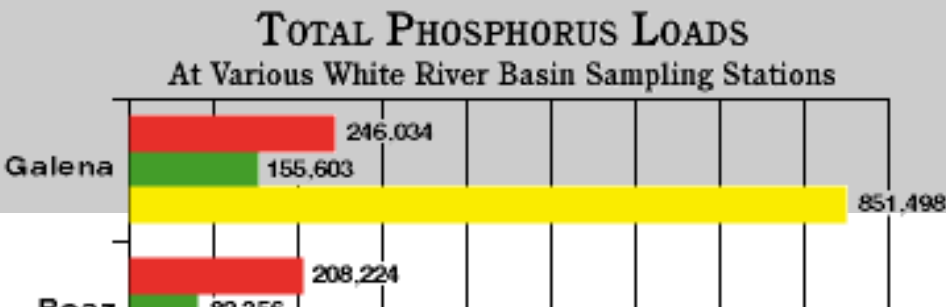 TOTAL PHOSPHORUS LOADS
At Various White River Basin Sampling Stations
246,034
Galena
155,603
851,498
208,224